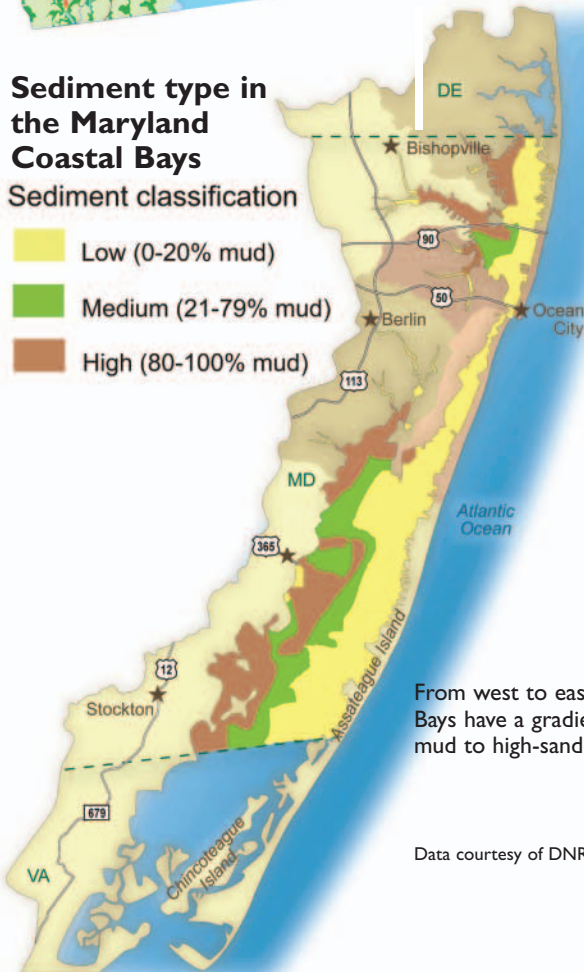 Sediment type in
the Maryland
Coastal Bays
Sediment classification
Low (0-20% mud)
Medium (21-79% mud)
High (80-100% mud)
DE
Bishopville
90
50
Ocean
City
Berlin
113
MD
Atlantic
Ocean
365
Assateague Island
12
Stockton
From west to eas
Bays have a gradie
mud to high-sand
679
Data courtesy of DNR
VA
Chincoteague
Island